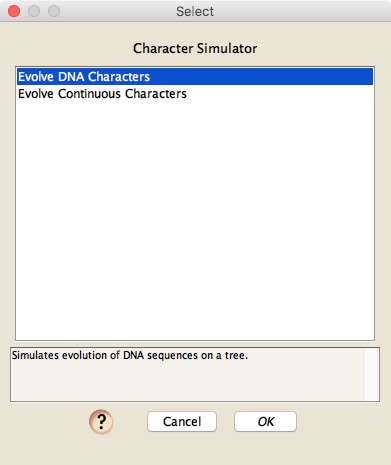 Select
Character Simulator
Evolve DNA Characters
Evolve Continuous Characters
Simulates evolution of DNA sequences on a tree.
? Cancel OK